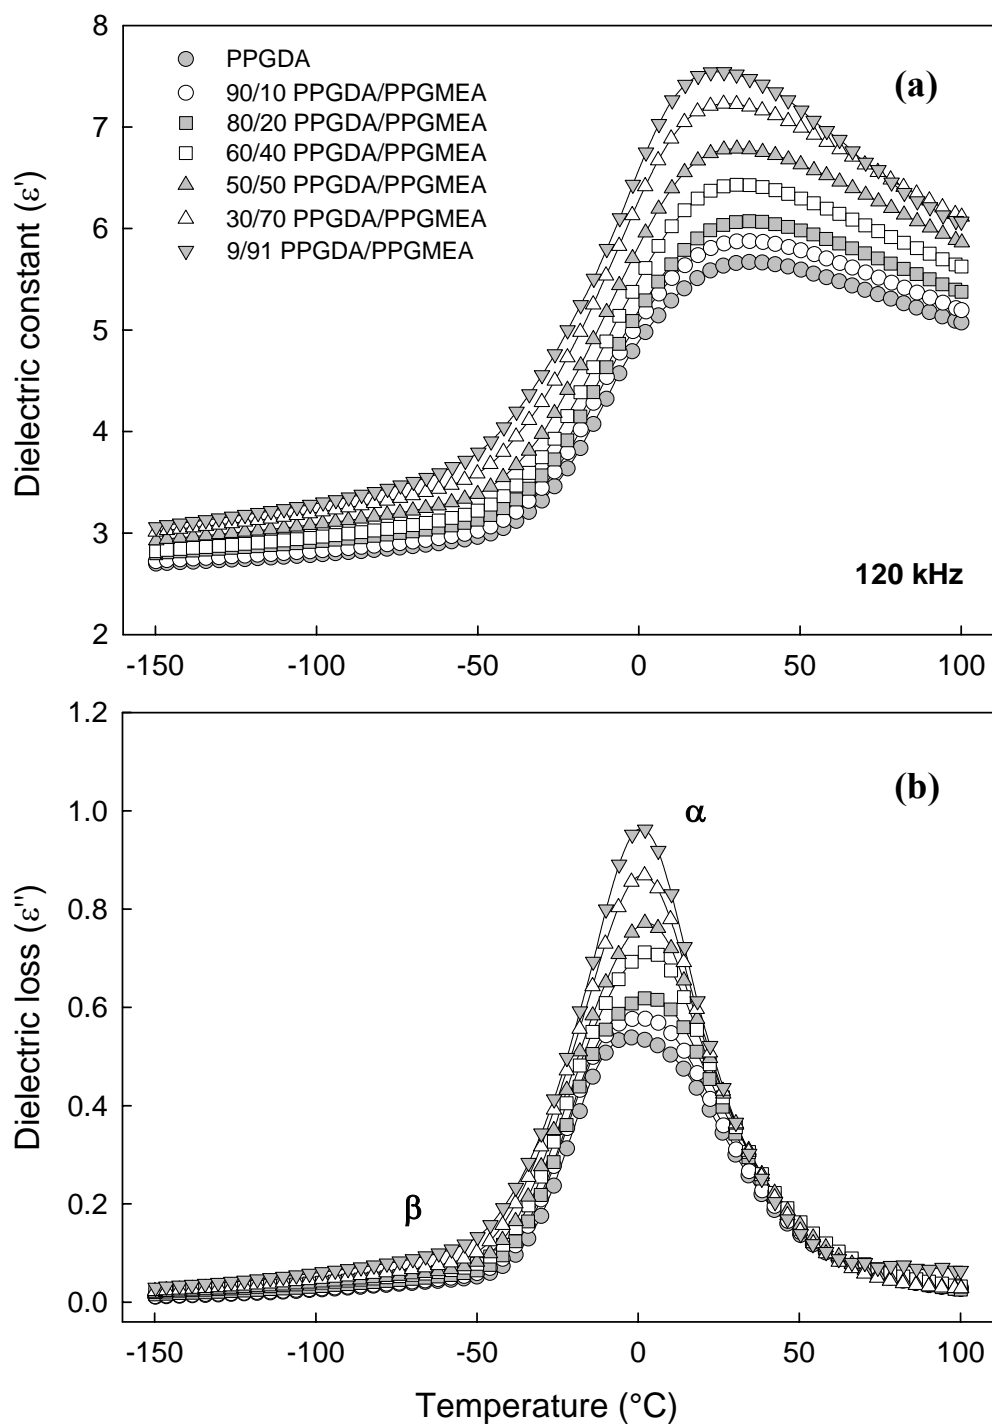 8
7
6
5
4
3
2
Dielectric constant (ε')
PPGDA
90/10 PPGDA/PPGMEA
80/20 PPGDA/PPGMEA
60/40 PPGDA/PPGMEA
50/50 PPGDA/PPGMEA
30/70 PPGDA/PPGMEA
9/91 PPGDA/PPGMEA
(a)
120 kHz
-150 -100 -50 0 50 100
1.2
1.0
0.8
0.6
0.4
0.2
0.0
Dielectric loss (ε")
(b)
α
β
-150 -100 -50 0 50 100
Temperature (°C)